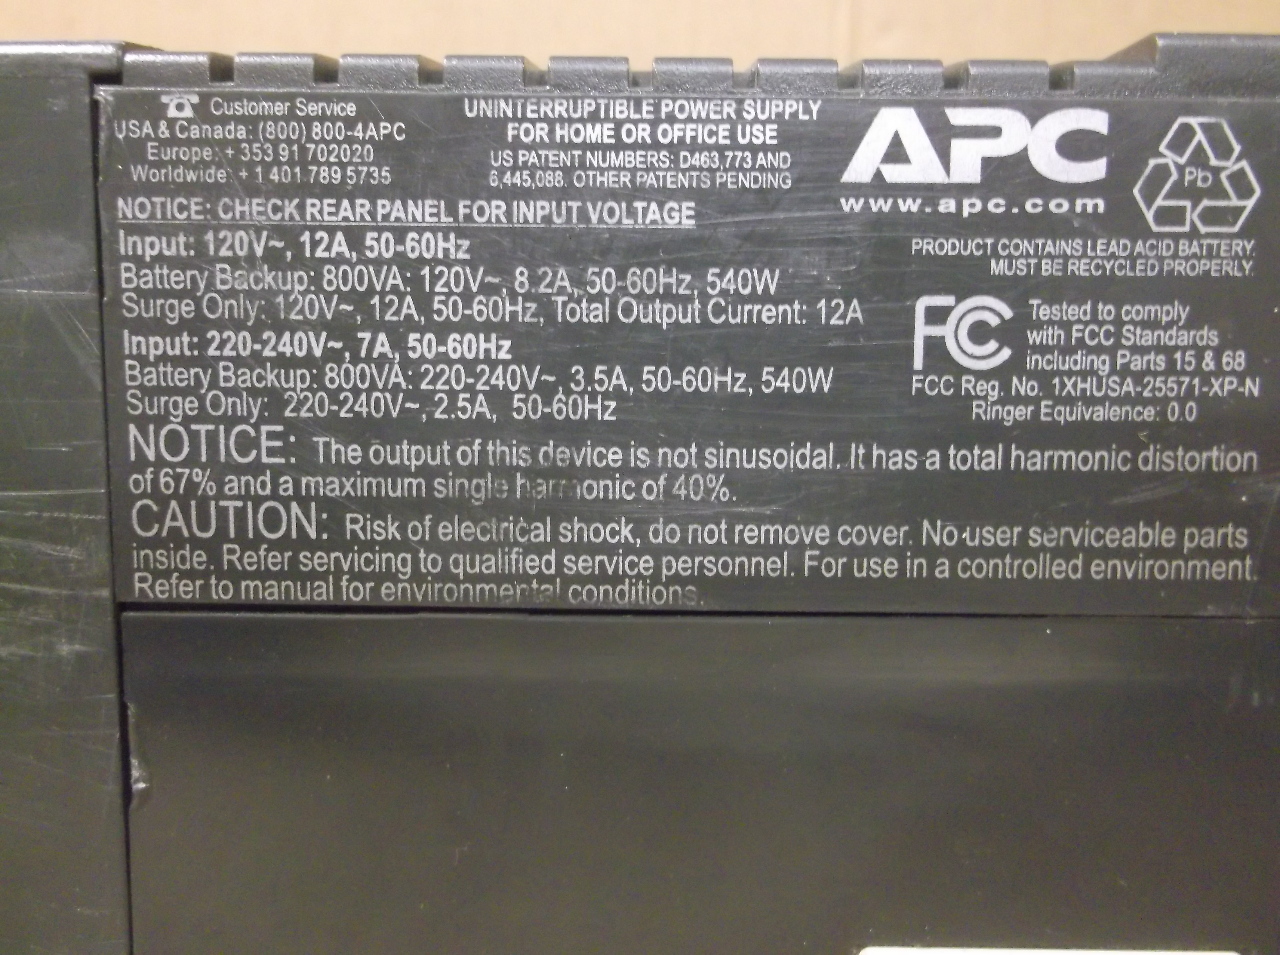 Customer Service
USA & Canada: (800) 800-4APC
Europe: + 353 91 702020
Worldwide: + 1 401 789 5735
UNINTERRUPTIBLE POWER SUPPLY
FOR HOME OR OFFICE USE
US PATENT NUMBERS: D463,773 AND
6,445,088. OTHER PATENTS PENDING
APC
www.apc.com
Pb
PRODUCT CONTAINS LEAD ACID BATTERY.
MUST BE RECYCLED PROPERLY.
NOTICE: CHECK REAR PANEL FOR INPUT VOLTAGE
Input: 120V~, 12A, 50-60Hz
Battery Backup: 800VA: 120V~, 8.2A, 50-60Hz, 540W
Surge Only: 120V~, 12A, 50-60Hz, Total Output Current: 12A
Input: 220-240V~, 7A, 50-60Hz
Battery Backup: 800VA: 220-240V~, 3.5A, 50-60Hz, 540W
Surge Only: 220-240V~, 2.5A, 50-60Hz
FC
Tested to comply
with FCC Standards
including Parts 15 & 68
FCC Reg. No. 1XHUSA-25571-XP-N
Ringer Equivalence: 0.0
NOTICE: The output of this device is not sinusoidal. It has a total harmonic distortion
of 67% and a maximum single harmonic of 40%.
CAUTION: Risk of electrical shock, do not remove cover. No user serviceable parts
inside. Refer servicing to qualified service personnel. For use in a controlled environment.
Refer to manual for environmental conditions.